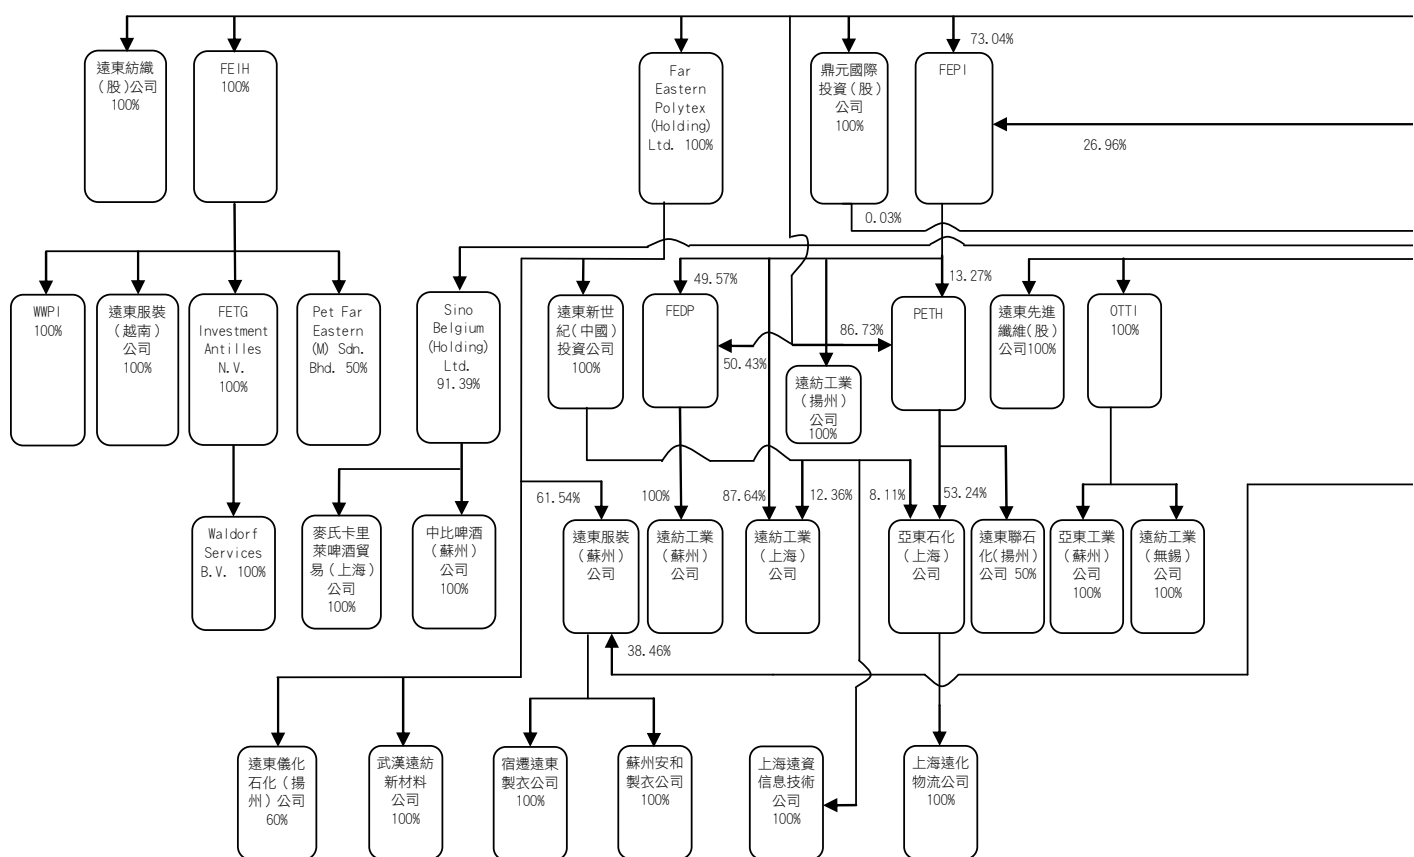 73.04%
遠東紡織
(股)公司
100%
FEIH
100%
Far
Eastern
Polytex
(Holding)
Ltd. 100%
鼎元國際
投資(股)
公司
100%
FEPI
26.96%
0.03%
49.57%
13.27%
WWPI
100%
遠東服裝
(越南)
公司
100%
FETG
Investment
Antilles
N.V.
100%
Pet Far
Eastern
(M) Sdn.
Bhd. 50%
Sino
Belgium
(Holding)
Ltd.
91.39%
遠東新世
紀(中國)
投資公司
100%
FEDP
50.43%
86.73%
遠紡工業
(揚州)
公司
100%
PETH
遠東先進
纖維(股)
公司100%
OTTI
100%
61.54%
100%
87.64%
12.36%
8.11%
53.24%
Waldorf
Services
B.V. 100%
麥氏卡里
萊啤酒貿
易(上海)
公司
100%
中比啤酒
(蘇州)
公司
100%
遠東服裝
(蘇州)
公司
遠紡工業
(蘇州)
公司
遠紡工業
(上海)
公司
亞東石化
(上海)
公司
遠東聯石
化(揚州)
公司 50%
亞東工業
(蘇州)
公司
100%
遠紡工業
(無錫)
公司
100%
38.46%
遠東儀化
石化(揚
州)公司
60%
武漢遠紡
新材料
公司
100%
宿遷遠東
製衣公司
100%
蘇州安和
製衣公司
100%
上海遠資
信息技術
公司
100%
上海遠化
物流公司
100%